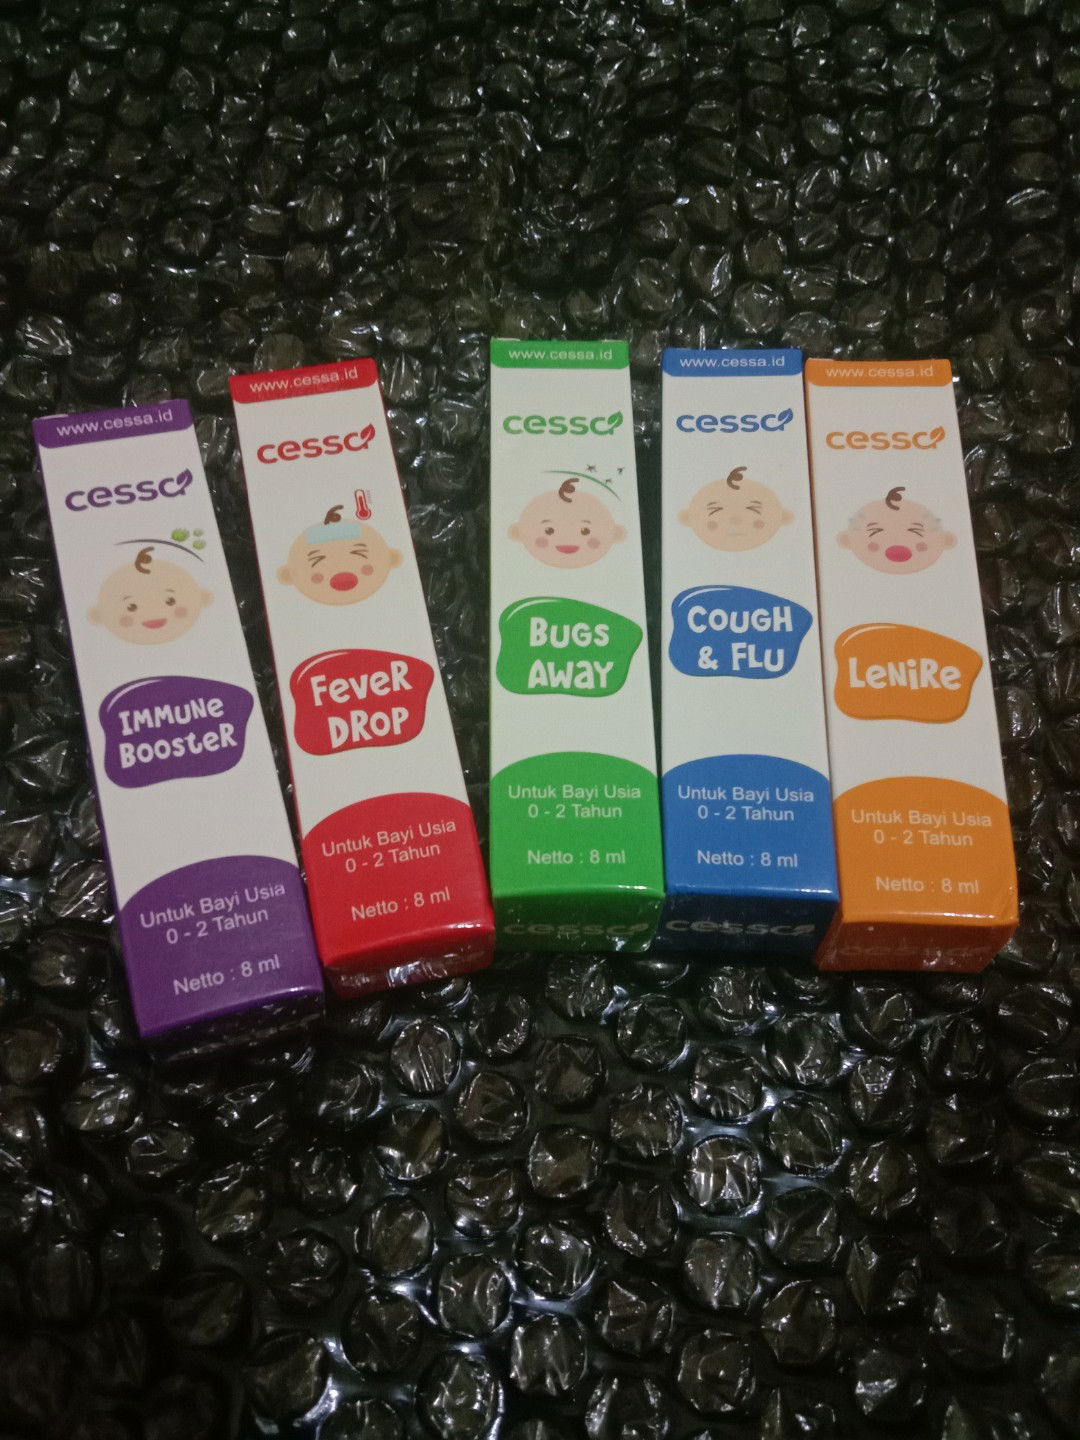 www.cessa.id
cessa
IMMUNE
BOOSTER
Untuk Bayi Usia
0 - 2 Tahun
Netto : 8 ml
www.cessa.id
cessa
FEVER
DROP
Untuk Bayi Usia
0 - 2 Tahun
Netto : 8 ml
www.cessa.id
cessa
BUGS
AWAY
Untuk Bayi Usia
0 - 2 Tahun
Netto : 8 ml
cessa
www.cessa.id
cessa
COUGH
& FLU
Untuk Bayi Usia
0 - 2 Tahun
Netto : 8 ml
cessa
www.cessa.id
cessa
LENIRE
Untuk Bayi Usia
0 - 2 Tahun
Netto : 8 ml